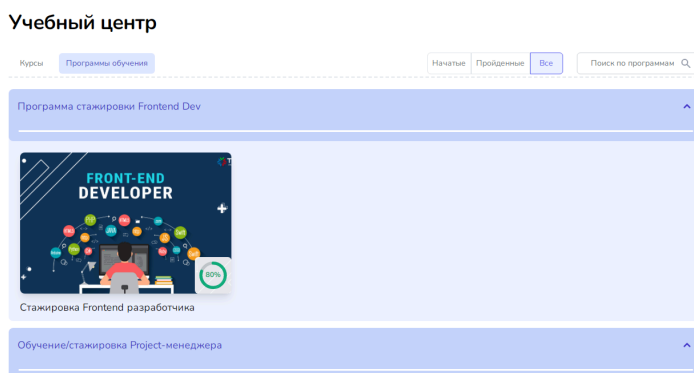 Учебный центр
Курсы
Программы обучения
Начатые
Пройденные
Все
Поиск по программам
Программа стажировки Frontend Dev
FRONT-END
DEVELOPER
80%
Стажировка Frontend разработчика
Обучение/стажировка Project-менеджера